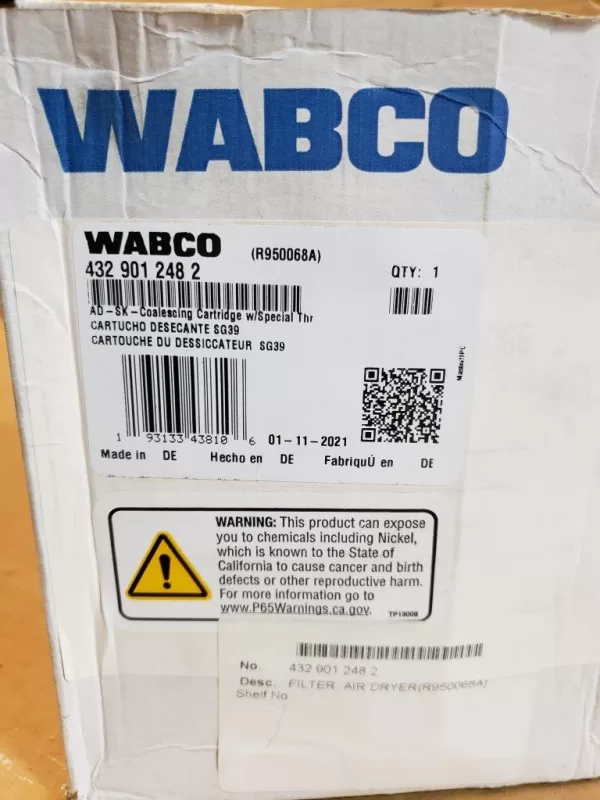 WABCO
WABCO (R950068A)
432 901 248 2 QTY: 1
AD-SK-Coalescing Cartridge w/Special Thr
CARTUCHO DESECANTE SG39
CARTOUCHE DU DESSICCATEUR SG39
1 93133 43810 6 01-11-2021
Made in DE Hecho en DE FabriquÚ en DE
WARNING: This product can expose
you to chemicals including Nickel,
which is known to the State of
California to cause cancer and birth
defects or other reproductive harm.
For more information go to
www.P65Warnings.ca.gov. TP19008
No. 432 901 248 2
Desc. FILTER AIR DRYER(R950068A)
Shelf No